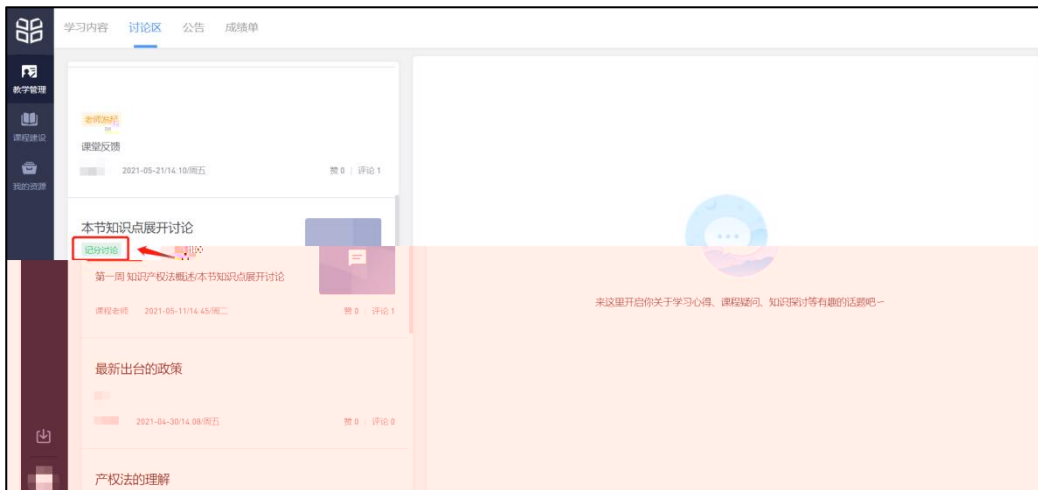 学习内容 讨论区 公告 成绩单
教学管理
课程建设
我的资源
老师发帖
课堂反馈
2021-05-21/14:10/周五 赞 0 | 评论 1
本节知识点展开讨论
记分讨论
第一周 知识产权法概述/本节知识点展开讨论
课程老师 2021-05-11/14:45/周二 赞 0 | 评论 1
最新出台的政策
2021-04-30/14:08/周五 赞 0 | 评论 0
产权法的理解
来这里开启你关于学习心得、课程疑问、知识探讨等有趣的话题吧~